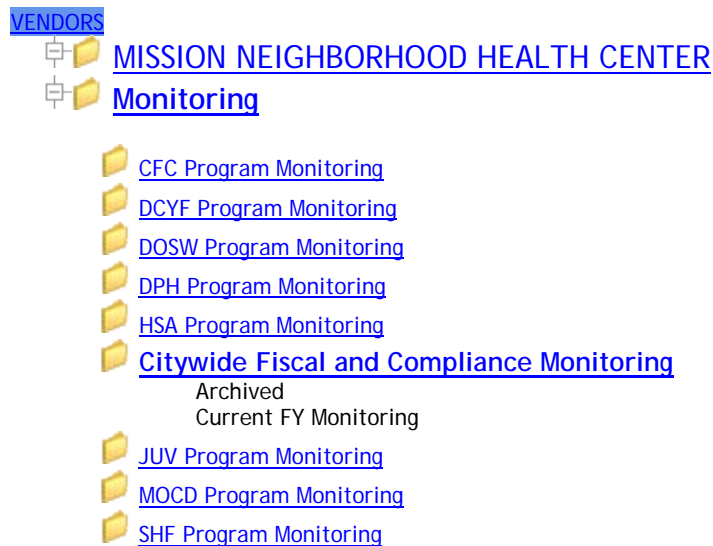 VENDORS
MISSION NEIGHBORHOOD HEALTH CENTER
Monitoring
CFC Program Monitoring
DCYF Program Monitoring
DOSW Program Monitoring
DPH Program Monitoring
HSA Program Monitoring
Citywide Fiscal and Compliance Monitoring
Archived
Current FY Monitoring
JUV Program Monitoring
MOCD Program Monitoring
SHF Program Monitoring